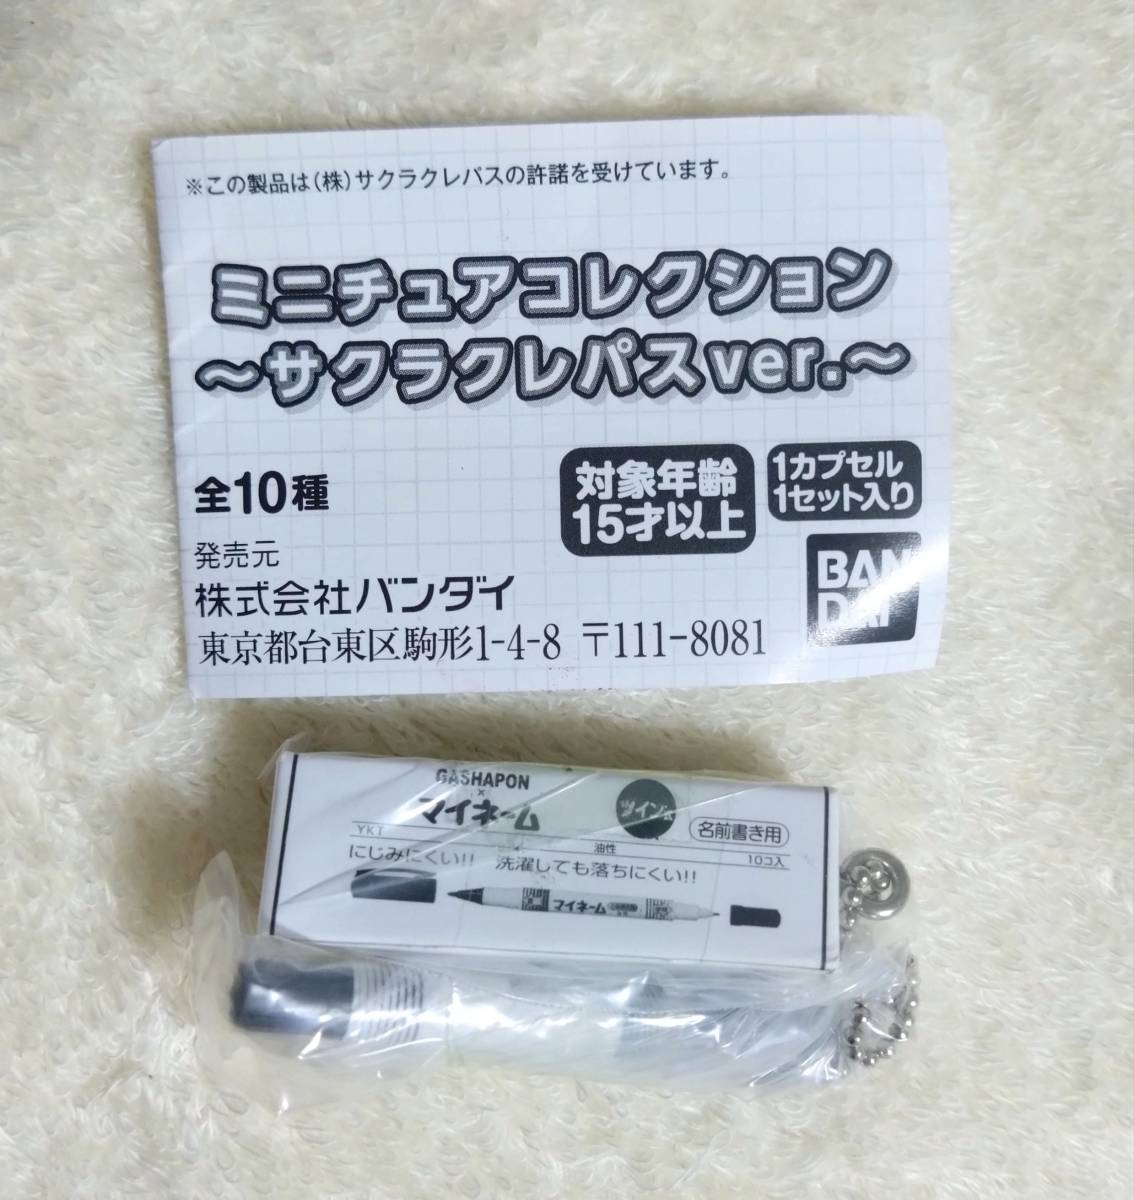 ※この製品は(株)サクラクレパスの許諾を受けています。
ミニチュアコレクション
～サクラクレパスver.～
全10種
対象年齢
15才以上
1カプセル
1セット入り
発売元
株式会社バンダイ
東京都台東区駒形1-4-8 〒111-8081
BAN
DAI
GASHAPON
×
マイネーム
ツイン
名前書き用
YKT
油性
10コ入
にじみにくい!! 洗濯しても落ちにくい!!
マイネーム